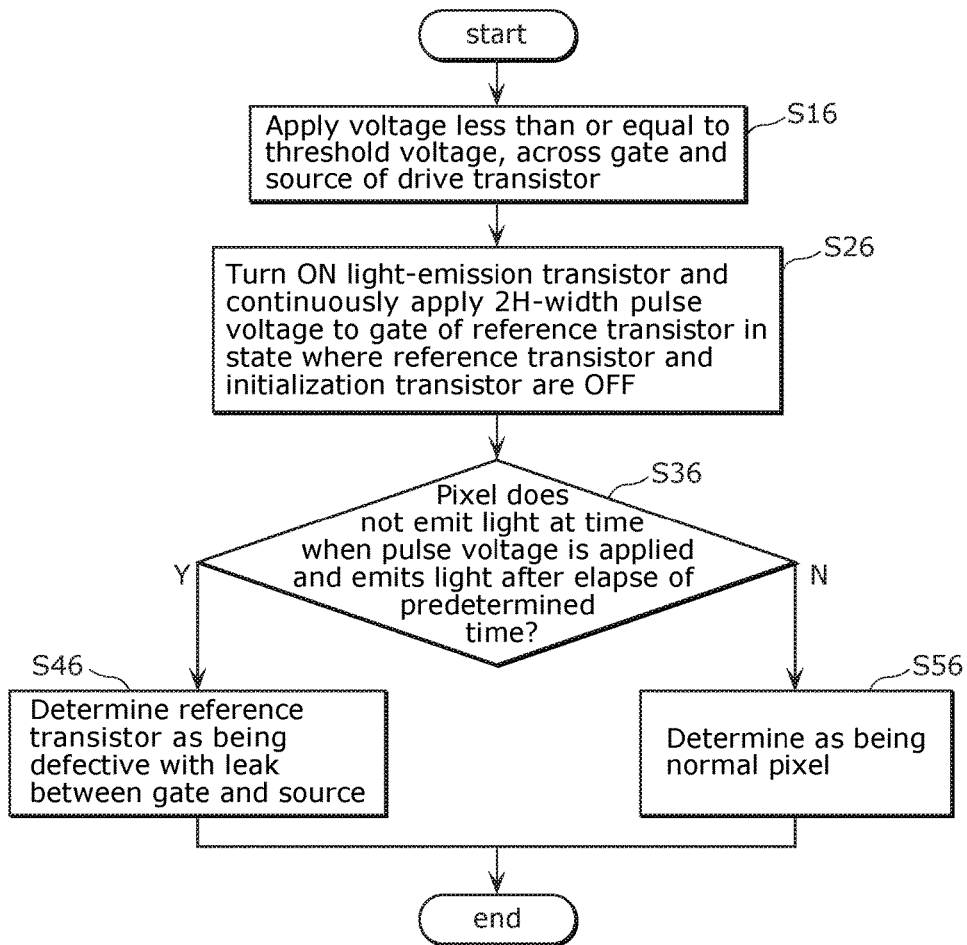 start
S16
Apply voltage less than or equal to
threshold voltage, across gate and
source of drive transistor
S26
Turn ON light-emission transistor and
continuously apply 2H-width pulse
voltage to gate of reference transistor in
state where reference transistor and
initialization transistor are OFF
S36
Pixel does
not emit light at time
when pulse voltage is applied
and emits light after elapse of
predetermined
time?
Y
N
S46
Determine reference
transistor as being
defective with leak
between gate and source
S56
Determine as being
normal pixel
end